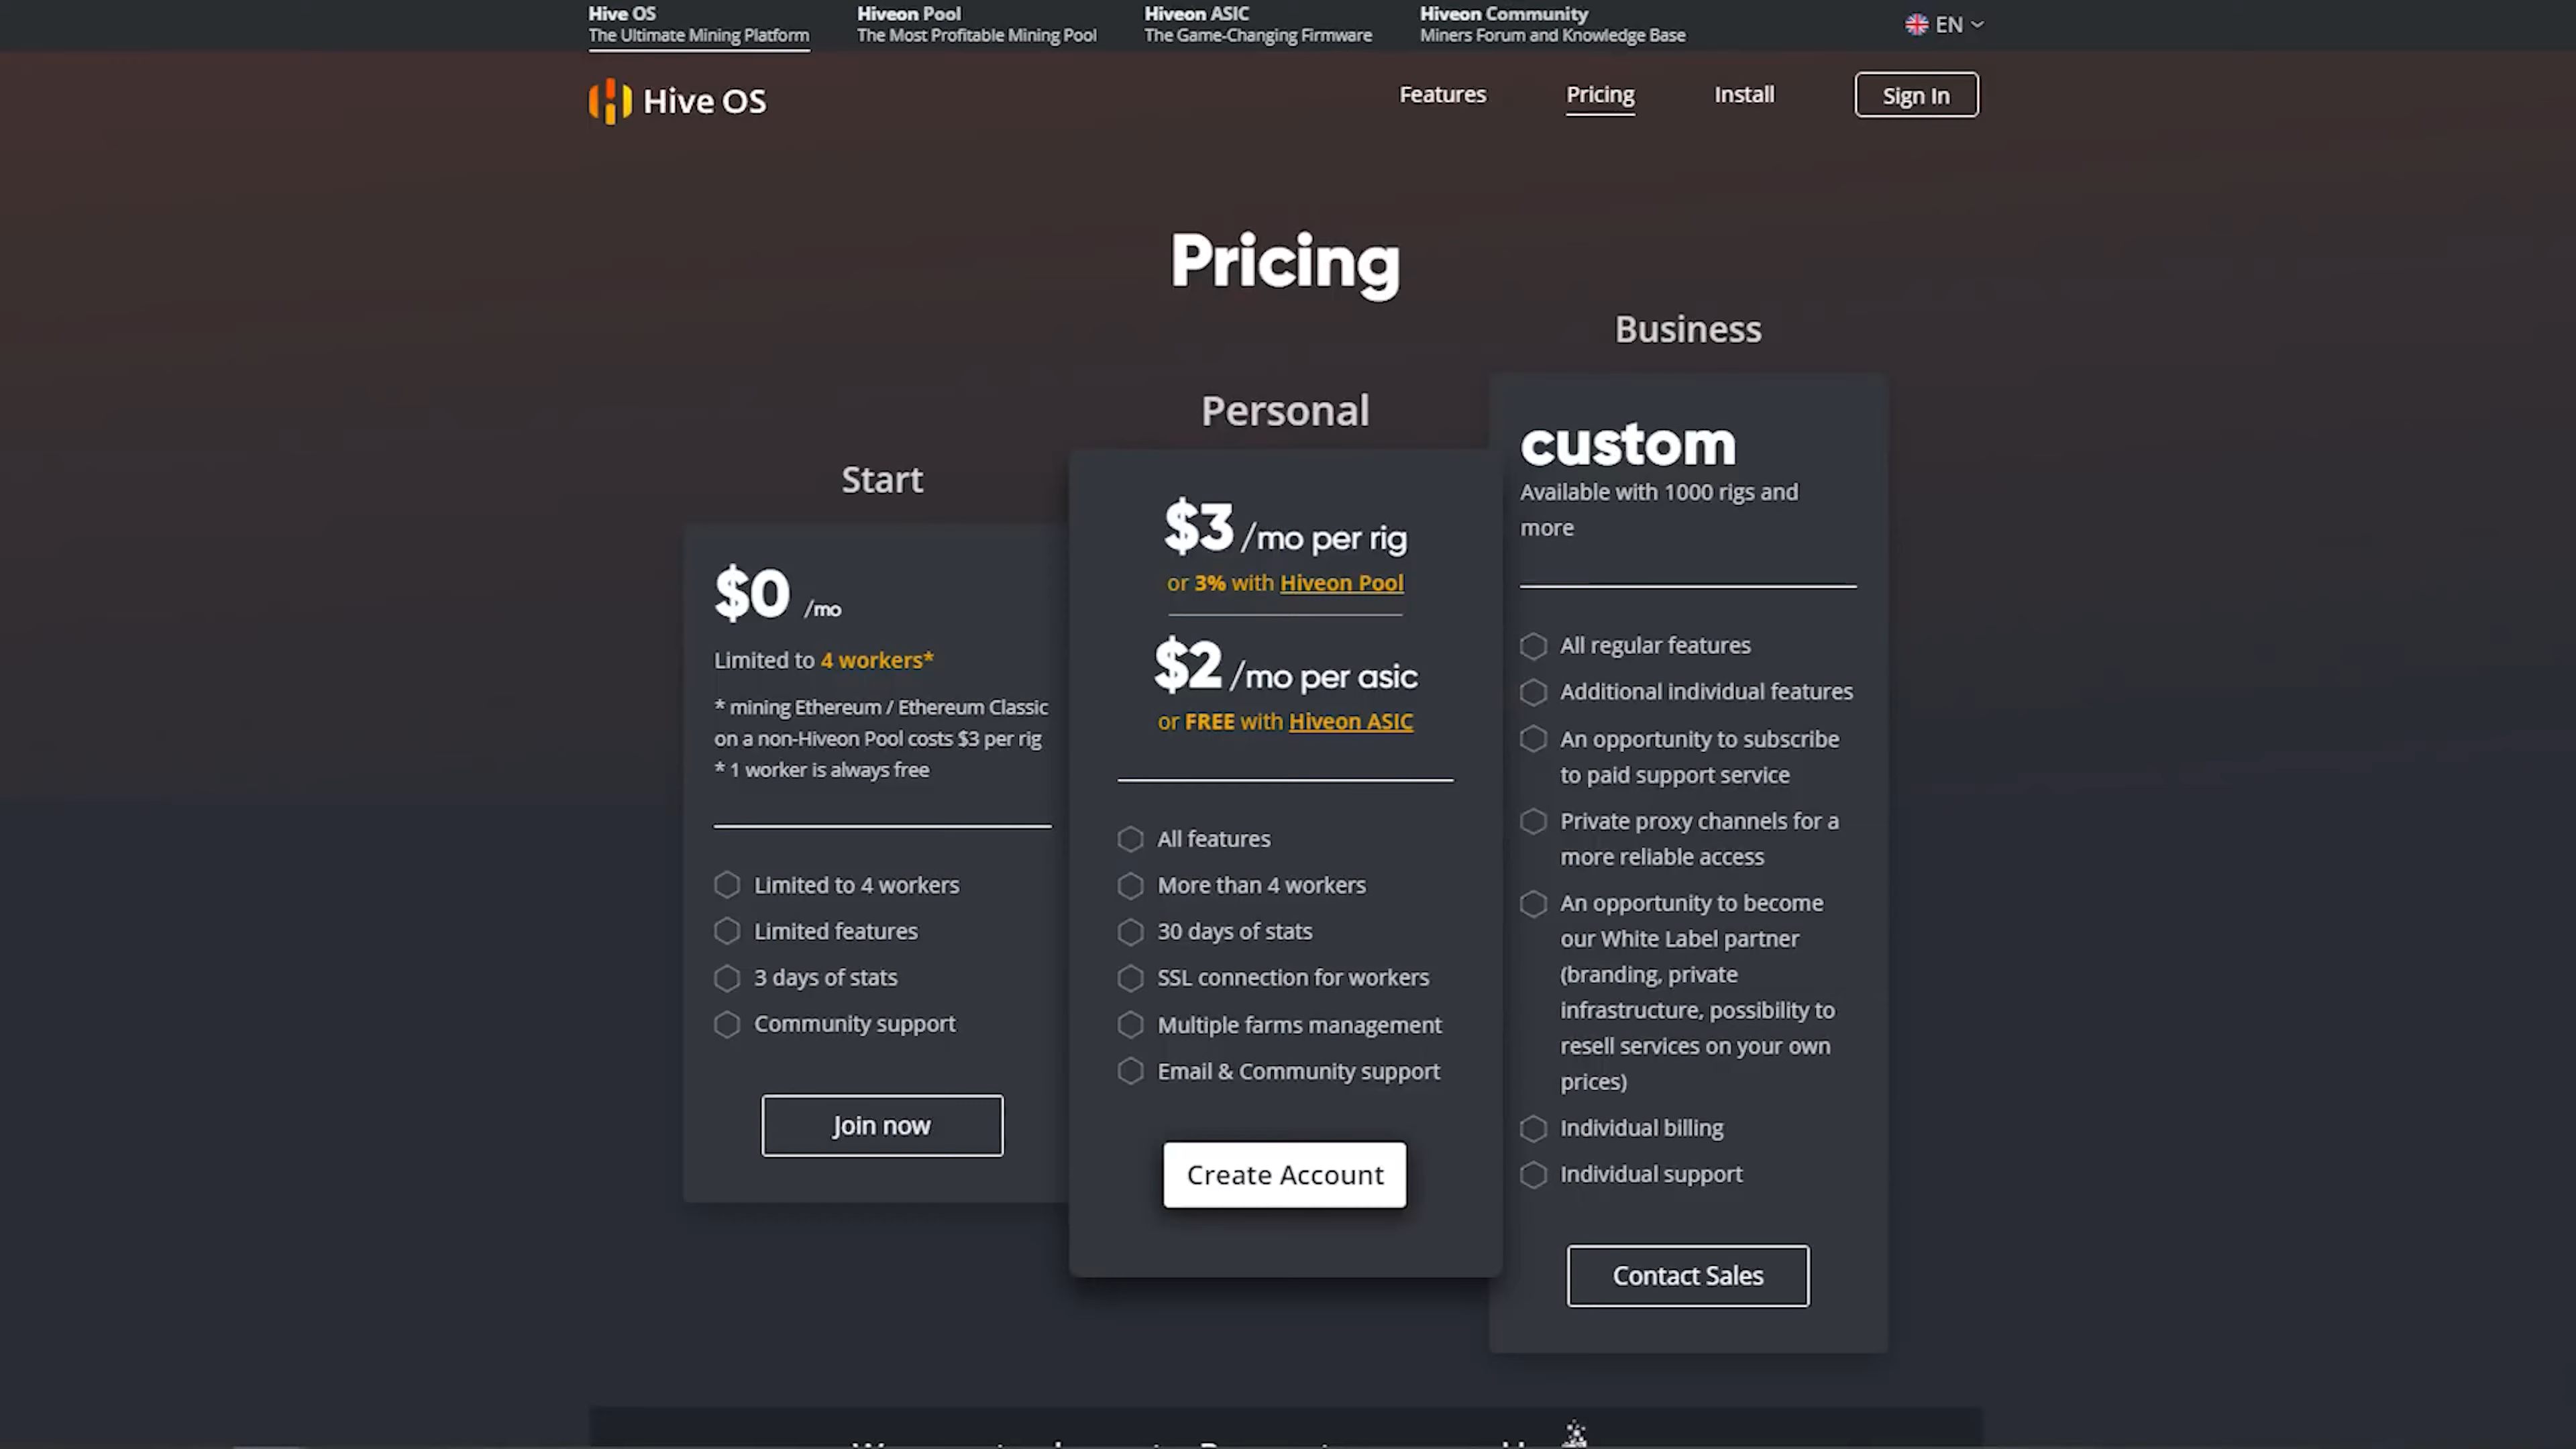 Hive OS
The Ultimate Mining Platform
Hiveon Pool
The Most Profitable Mining Pool
Hiveon ASIC
The Game-Changing Firmware
Hiveon Community
Miners Forum and Knowledge Base
EN
Hive OS
Features
Pricing
Install
Sign In
Pricing
Start
$0 /mo
Limited to 4 workers*
* mining Ethereum / Ethereum Classic
on a non-Hiveon Pool costs $3 per rig
* 1 worker is always free
Limited to 4 workers
Limited features
3 days of stats
Community support
Join now
Personal
$3 /mo per rig
or 3% with Hiveon Pool
$2 /mo per asic
or FREE with Hiveon ASIC
All features
More than 4 workers
30 days of stats
SSL connection for workers
Multiple farms management
Email & Community support
Create Account
Business
custom
Available with 1000 rigs and
more
All regular features
Additional individual features
An opportunity to subscribe
to paid support service
Private proxy channels for a
more reliable access
An opportunity to become
our White Label partner
(branding, private
infrastructure, possibility to
resell services on your own
prices)
Individual billing
Individual support
Contact Sales